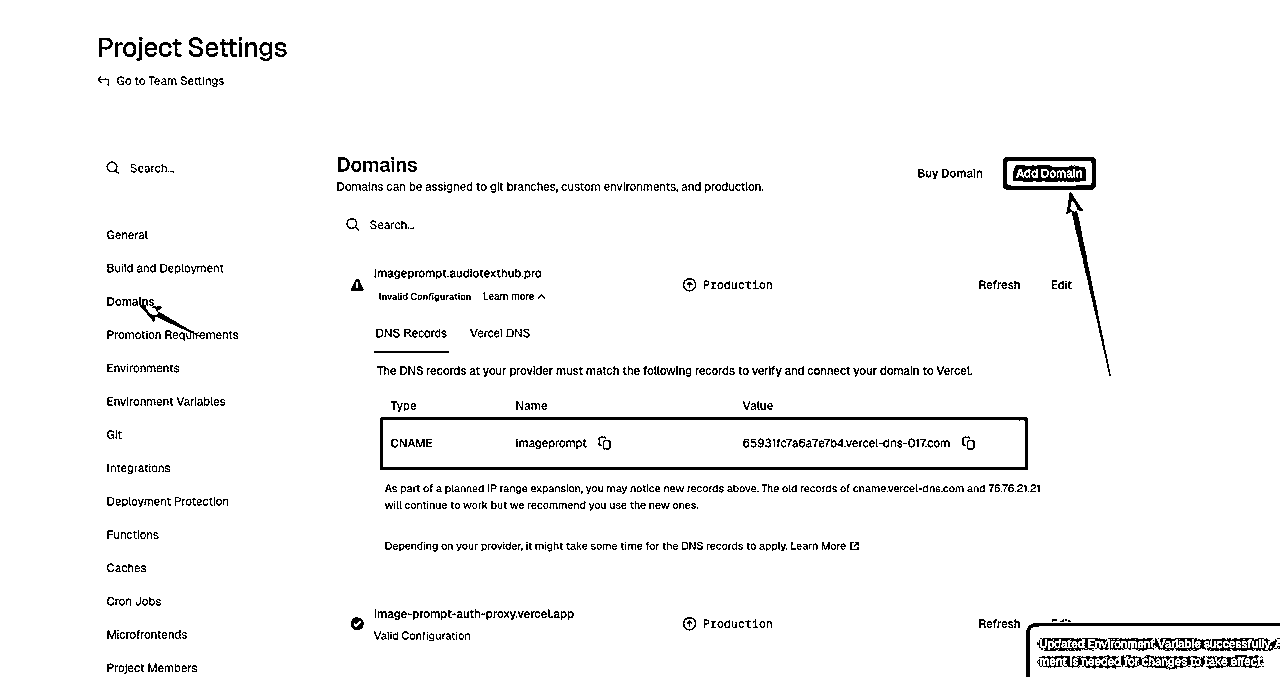 Project Settings
Go to Team Settings
Search...
General
Build and Deployment
Domains
Promotion Requirements
Environments
Environment Variables
Git
Integrations
Deployment Protection
Functions
Caches
Cron Jobs
Microfrontends
Project Members
Domains
Domains can be assigned to git branches, custom environments, and production.
Buy Domain
Add Domain
Search...
imageprompt.audiotexthub.pro
Invalid Configuration Learn more
Production
Refresh
Edit
DNS Records Vercel DNS
The DNS records at your provider must match the following records to verify and connect your domain to Vercel.
Type Name Value
CNAME imageprompt 65931fc7a6a7e7b4.vercel-dns-017.com
As part of a planned IP range expansion, you may notice new records above. The old records of cname.vercel-dns.com and 76.76.21.21
will continue to work but we recommend you use the new ones.
Depending on your provider, it might take some time for the DNS records to apply. Learn More
image-prompt-auth-proxy.vercel.app
Valid Configuration
Production
Refresh
Updated Environment Variable successfully.
ment is needed for changes to take effect.